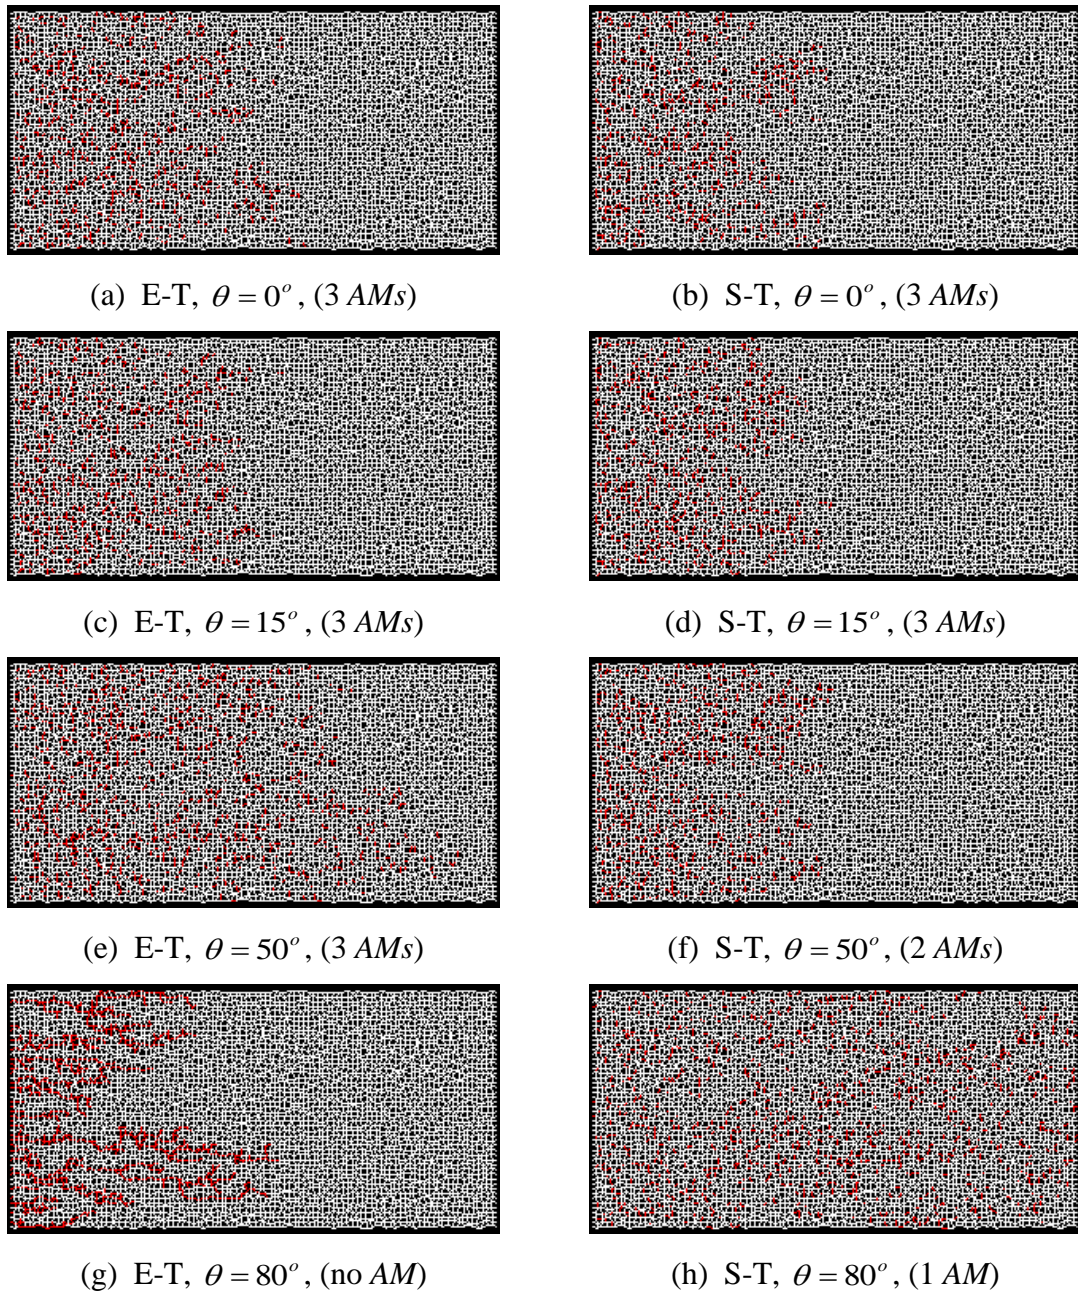 (a) E-T, θ = 0°, (3 AMs)
(b) S-T, θ = 0°, (3 AMs)
(c) E-T, θ = 15°, (3 AMs)
(d) S-T, θ = 15°, (3 AMs)
(e) E-T, θ = 50°, (3 AMs)
(f) S-T, θ = 50°, (2 AMs)
(g) E-T, θ = 80°, (no AM)
(h) S-T, θ = 80°, (1 AM)